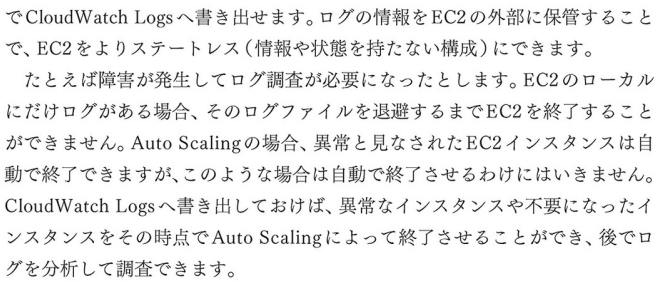 でCloudWatch Logsへ書き出せます。ログの情報をEC2の外部に保管すること
で、EC2をよりステートレス（情報や状態を持たない構成）にできます。
　たとえば障害が発生してログ調査が必要になったとします。EC2のローカル
にだけログがある場合、そのログファイルを退避するまでEC2を終了すること
ができません。Auto Scalingの場合、異常と見なされたEC2インスタンスは自
動で終了できますが、このような場合は自動で終了させるわけにはいきません。
CloudWatch Logsへ書き出しておけば、異常なインスタンスや不要になったイ
ンスタンスをその時点でAuto Scalingによって終了させることができ、後でロ
グを分析して調査できます。